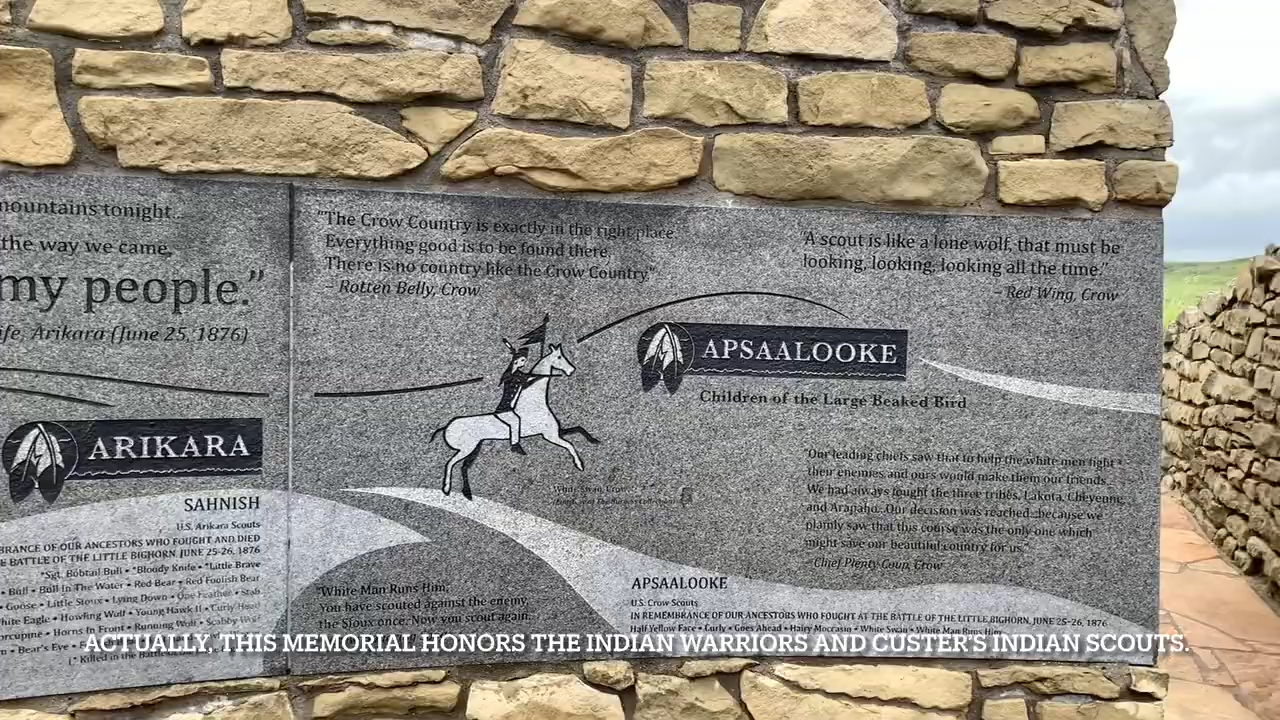 mountains tonight...
the way we came,
my people."
ife, Arikara (June 25, 1876)
ARIKARA
SAHNISH
U.S. Arikara Scouts
BRANCE OF OUR ANCESTORS WHO FOUGHT AND DIED
E BATTLE OF THE LITTLE BIGHORN JUNE 25-26, 1876
*Sgt. Bobtail Bull • *Bloody Knife • *Little Brave
Bull • Bull In The Water • Red Bear • Red Foolish Bear
Goose • Little Sioux • Lying Down • One Feather • Stab
hite Eagle • Howling Wolf • Young Hawk II • Curly Head
orcupine • Horns In Front • Running Wolf • Scabby Wolf
• Bear's Eye •
(* Killed in the
"The Crow Country is exactly in the right place
Everything good is to be found there.
There is no country like the Crow Country"
– Rotten Belly, Crow
"A scout is like a lone wolf, that must be
looking, looking, looking all the time."
– Red Wing, Crow
APSAALOOKE
Children of the Large Beaked Bird
"Our leading chiefs saw that to help the white men fight
their enemies and ours would make them our friends.
We had always fought the three tribes, Lakota, Cheyenne,
and Arapaho. Our decision was reached because we
plainly saw that this course was the only one which
might save our beautiful country for us."
Chief Plenty Coup, Crow
White Swan, Crow
"White Man Runs Him,
You have scouted against the enemy,
the Sioux once. Now you scout again.
APSAALOOKE
U.S. Crow Scouts
IN REMEMBRANCE OF OUR ANCESTORS WHO FOUGHT AT THE BATTLE OF THE LITTLE BIGHORN, JUNE 25-26, 1876
Half Yellow Face • Curly • Goes Ahead • Hairy Moccasin • White Swan • White Man Runs Him
ACTUALLY, THIS MEMORIAL HONORS THE INDIAN WARRIORS AND CUSTER'S INDIAN SCOUTS.